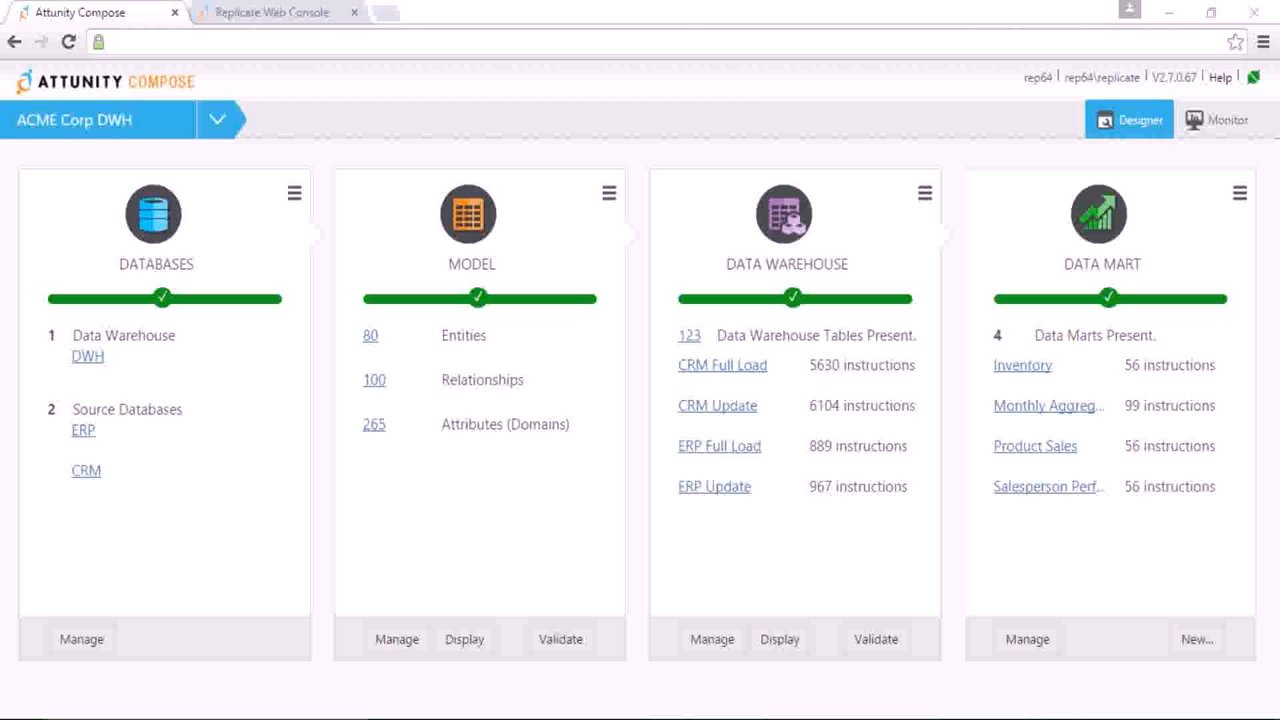 Attunity Compose
Replicate Web Console
ATTUNITY COMPOSE
rep64 | rep64\replicate | V2.7.0.67 | Help |
ACME Corp DWH
Designer
Monitor
DATABASES
1 Data Warehouse
DWH
2 Source Databases
ERP
CRM
Manage
MODEL
80 Entities
100 Relationships
265 Attributes (Domains)
Manage Display Validate
DATA WAREHOUSE
123 Data Warehouse Tables Present.
CRM Full Load 5630 instructions
CRM Update 6104 instructions
ERP Full Load 889 instructions
ERP Update 967 instructions
Manage Display Validate
DATA MART
4 Data Marts Present.
Inventory 56 instructions
Monthly Aggreg... 99 instructions
Product Sales 56 instructions
Salesperson Perf... 56 instructions
Manage New...